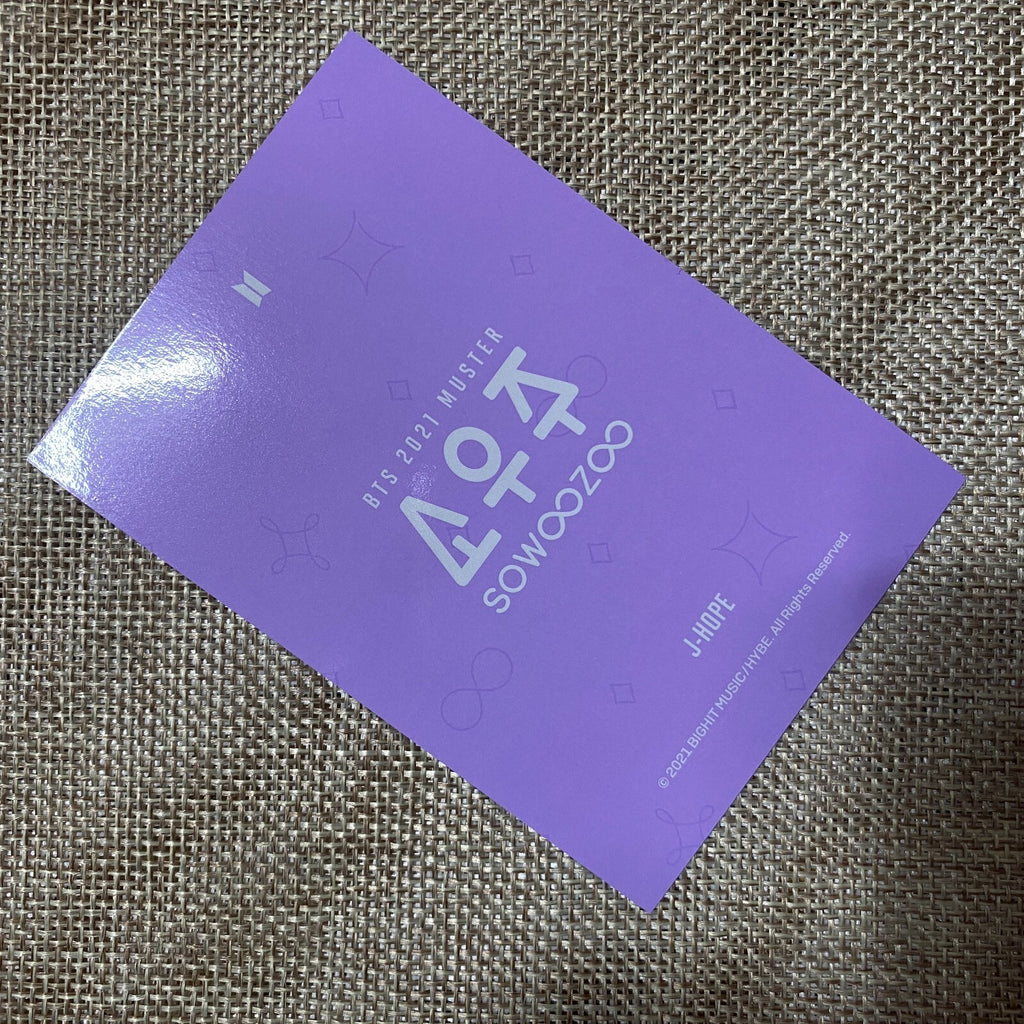 BTS 2021 MUSTER
소우주
SOWOOZOO
J-HOPE
© 2021 BIGHIT MUSIC/HYBE. All Rights Reserved.